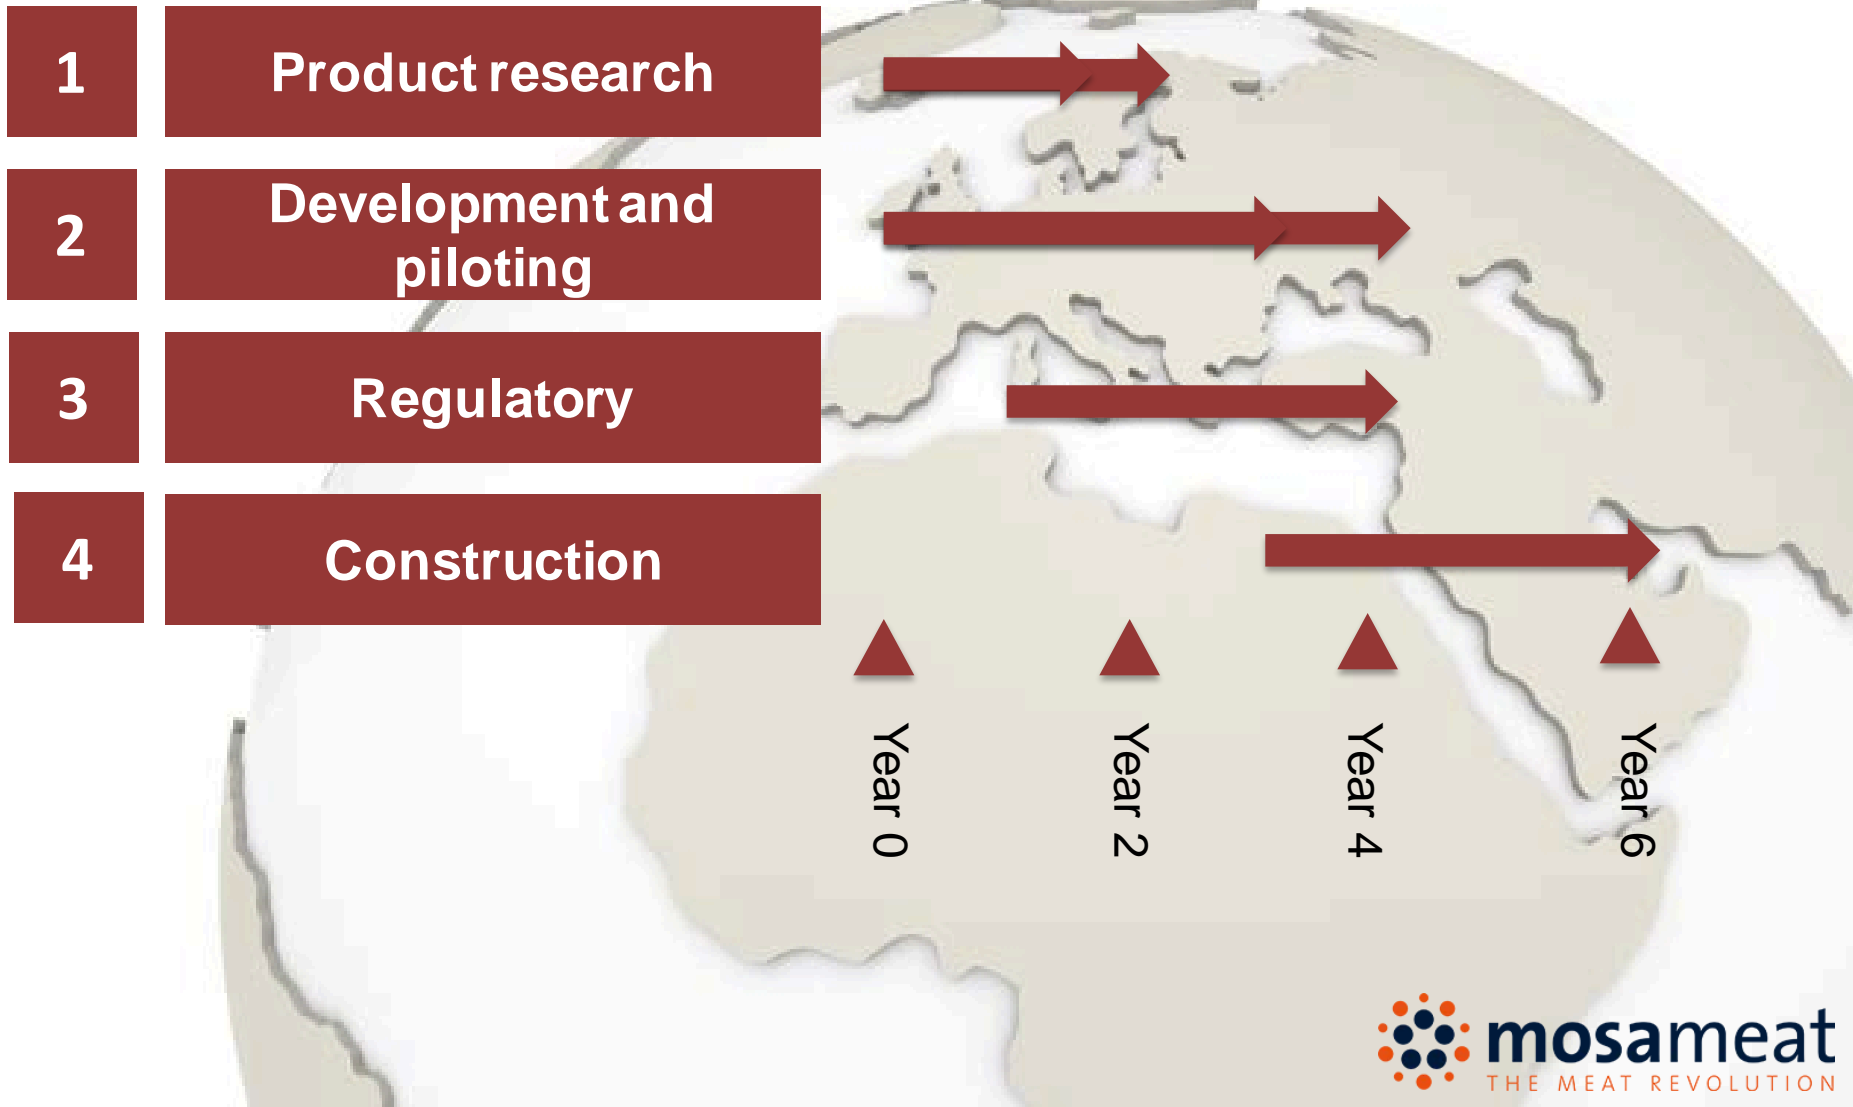 1
Product research
2
Development and
piloting
3
Regulatory
4
Construction
Year 0
Year 2
Year 4
Year 6
mosameat
THE MEAT REVOLUTION